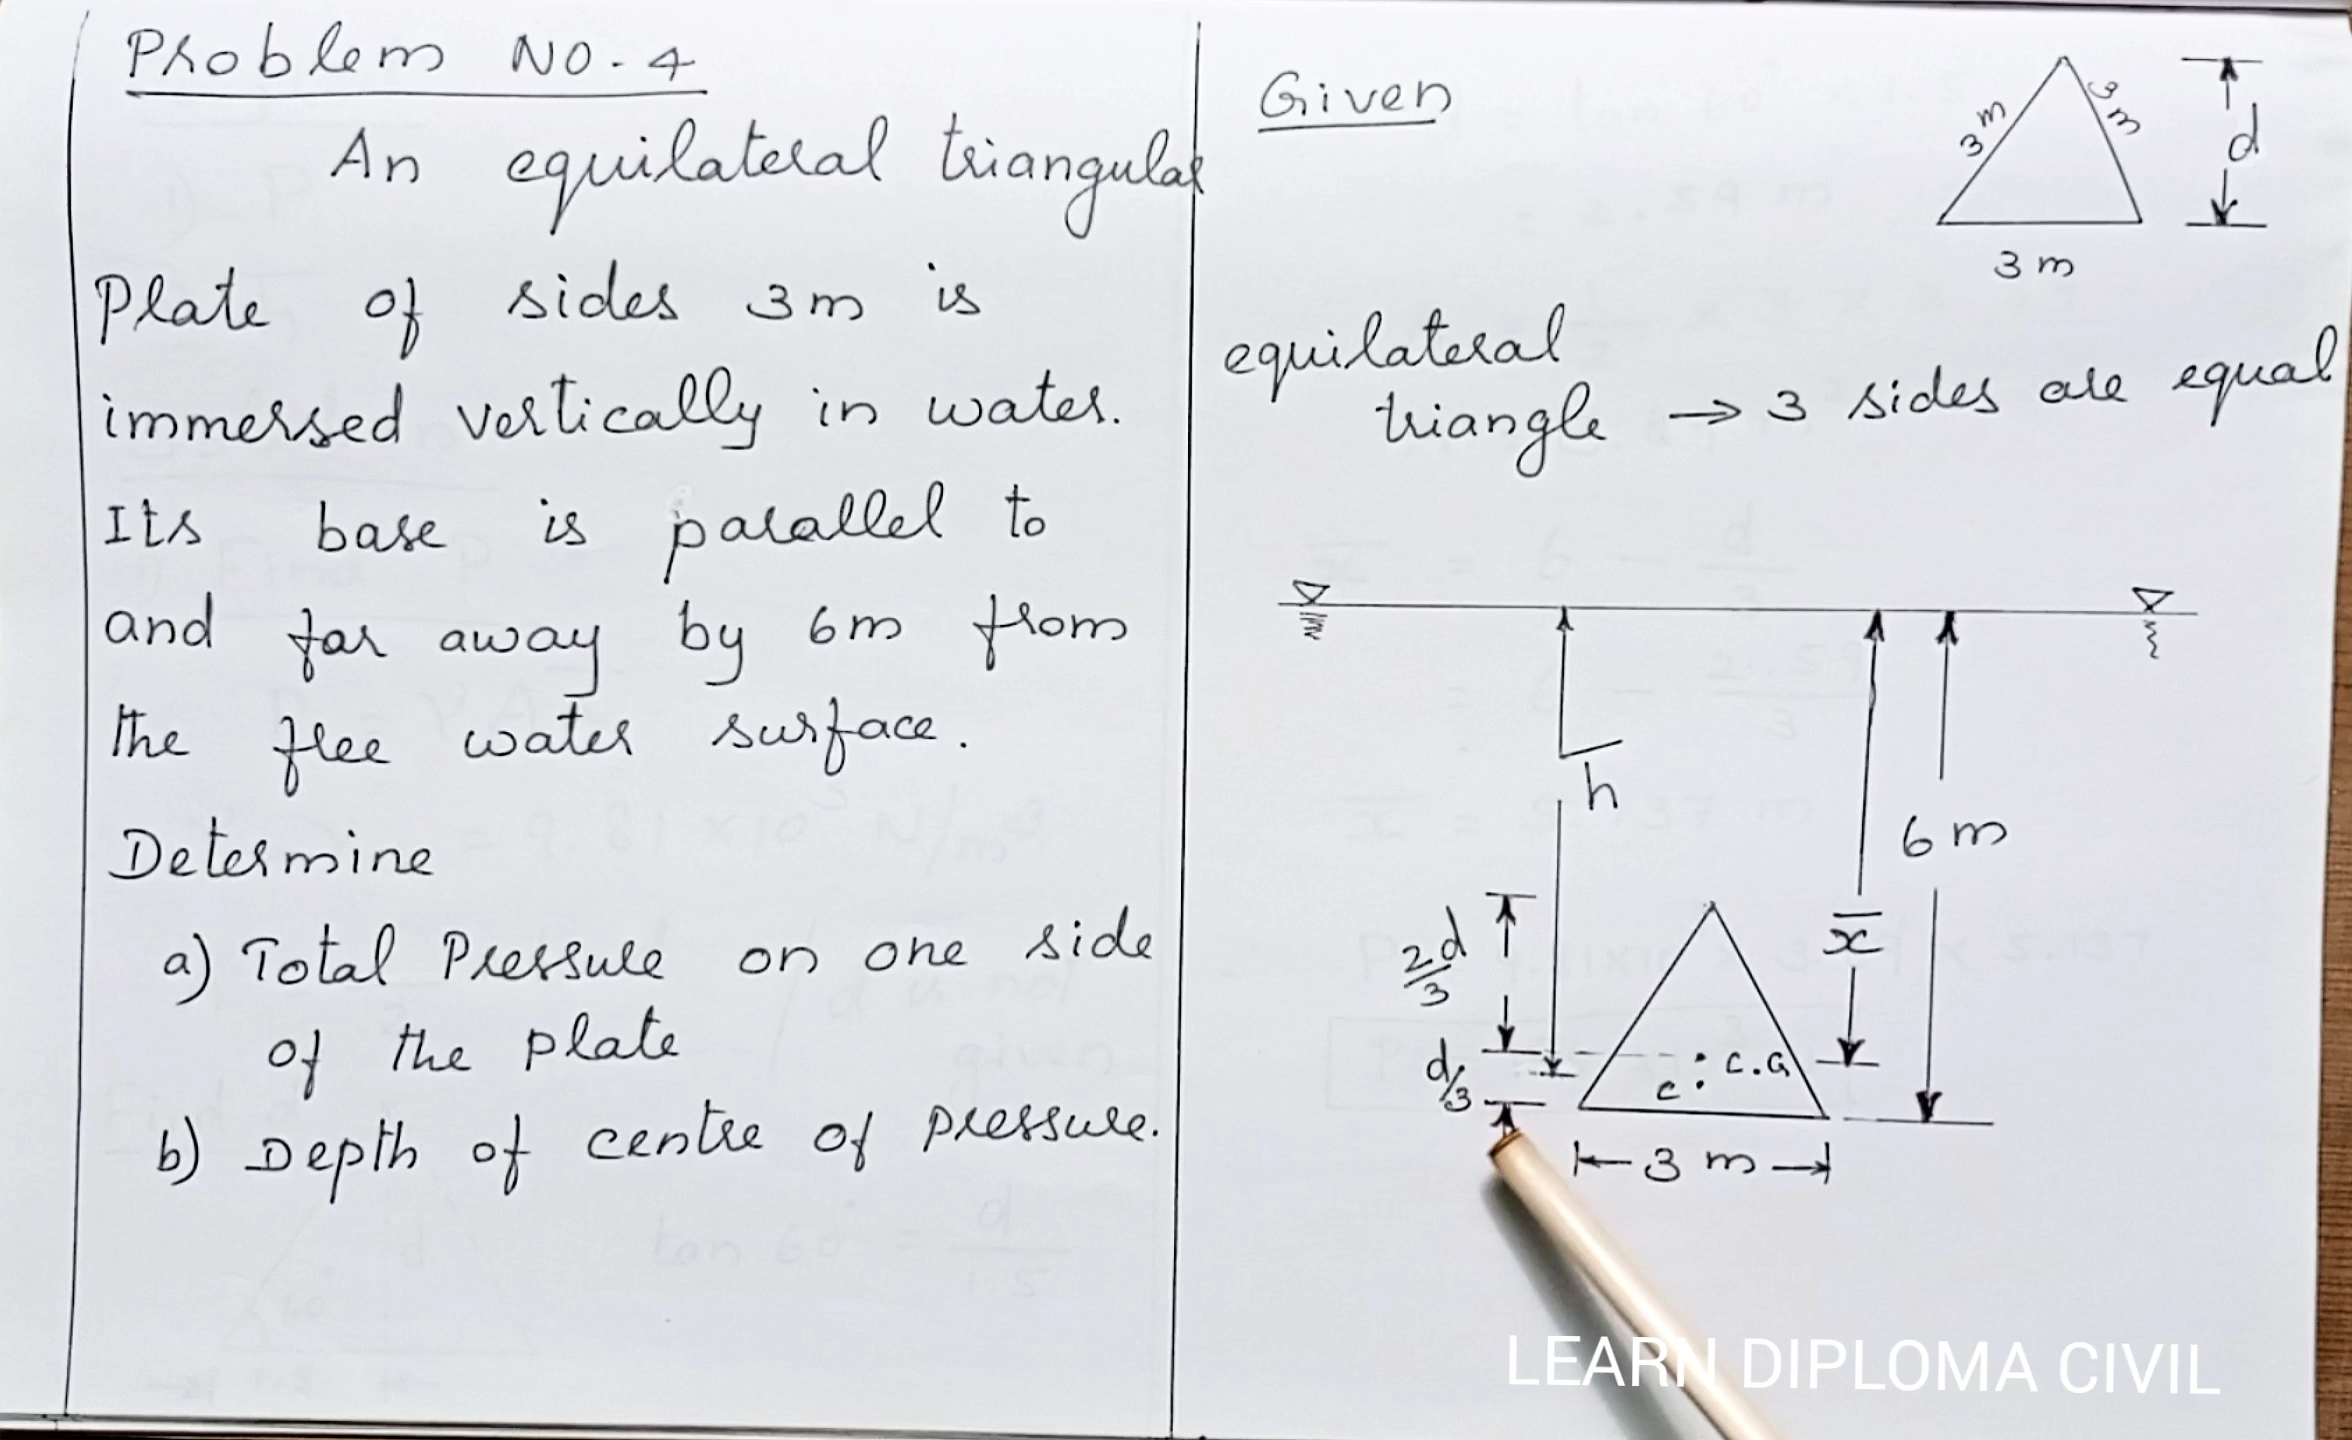 Problem NO. 4
An equilateral triangular
Plate of sides 3m is
immersed vertically in water.
Its base is parallel to
and far away by 6m from
the free water surface.
Determine
a) Total Pressure on one side
of the plate
b) Depth of centre of pressure.
Given
3m
3m
d
3m
equilateral
triangle → 3 sides are equal
h
6m
x̄
2d/3
d/3
C.G
c
3 m
LEARN DIPLOMA CIVIL